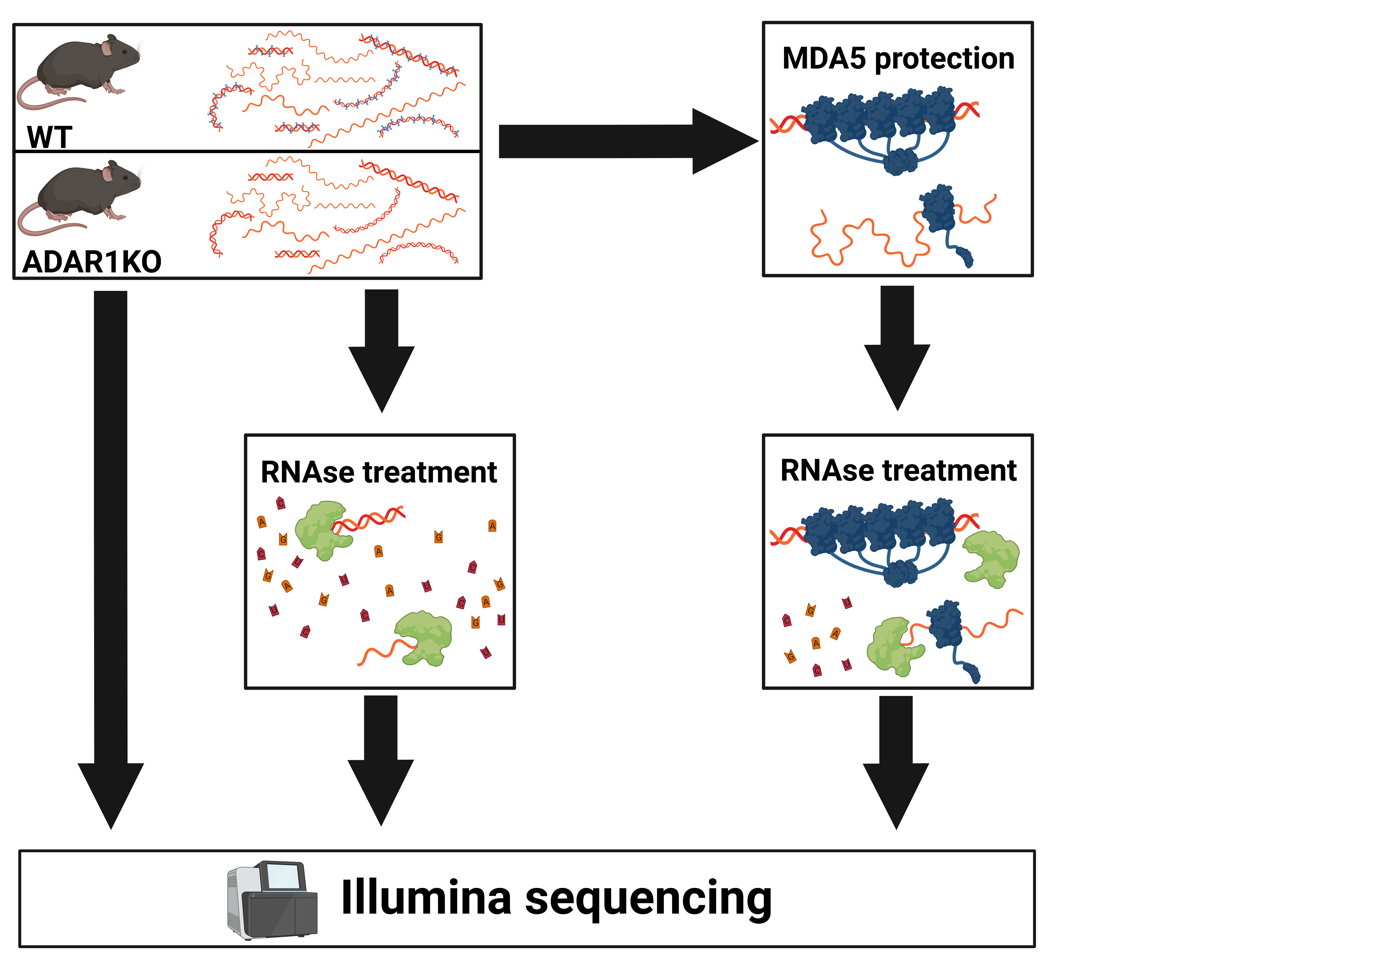 WT
ADAR1KO
MDA5 protection
RNAse treatment
RNAse treatment
Illumina sequencing